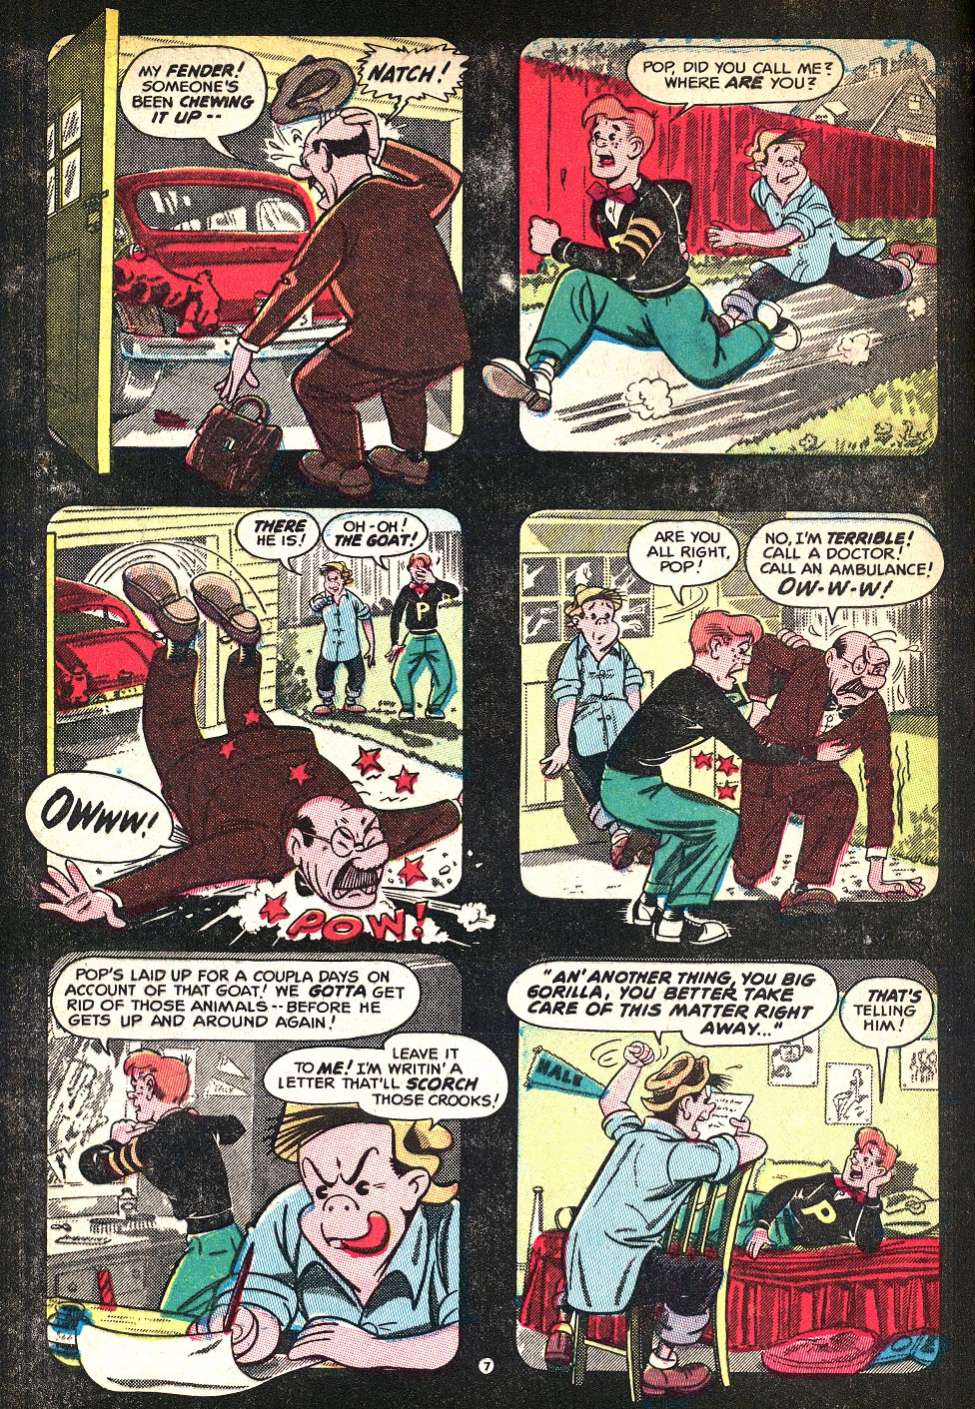 MY FENDER!
SOMEONE'S
BEEN CHEWING
IT UP --
NATCH!
POP, DID YOU CALL ME?
WHERE ARE YOU?
THERE
HE IS!
OH-OH!
THE GOAT!
P
OWWW!
POW!
ARE YOU
ALL RIGHT,
POP!
NO, I'M TERRIBLE!
CALL A DOCTOR!
CALL AN AMBULANCE!
OW-W-W!
POP'S LAID UP FOR A COUPLA DAYS ON
ACCOUNT OF THAT GOAT! WE GOTTA GET
RID OF THOSE ANIMALS -- BEFORE HE
GETS UP AND AROUND AGAIN!
LEAVE IT
TO ME! I'M WRITIN' A
LETTER THAT'LL SCORCH
THOSE CROOKS!
"AN' ANOTHER THING, YOU BIG
GORILLA, YOU BETTER TAKE
CARE OF THIS MATTER RIGHT
AWAY..."
THAT'S
TELLING
HIM!
HALE
P
7